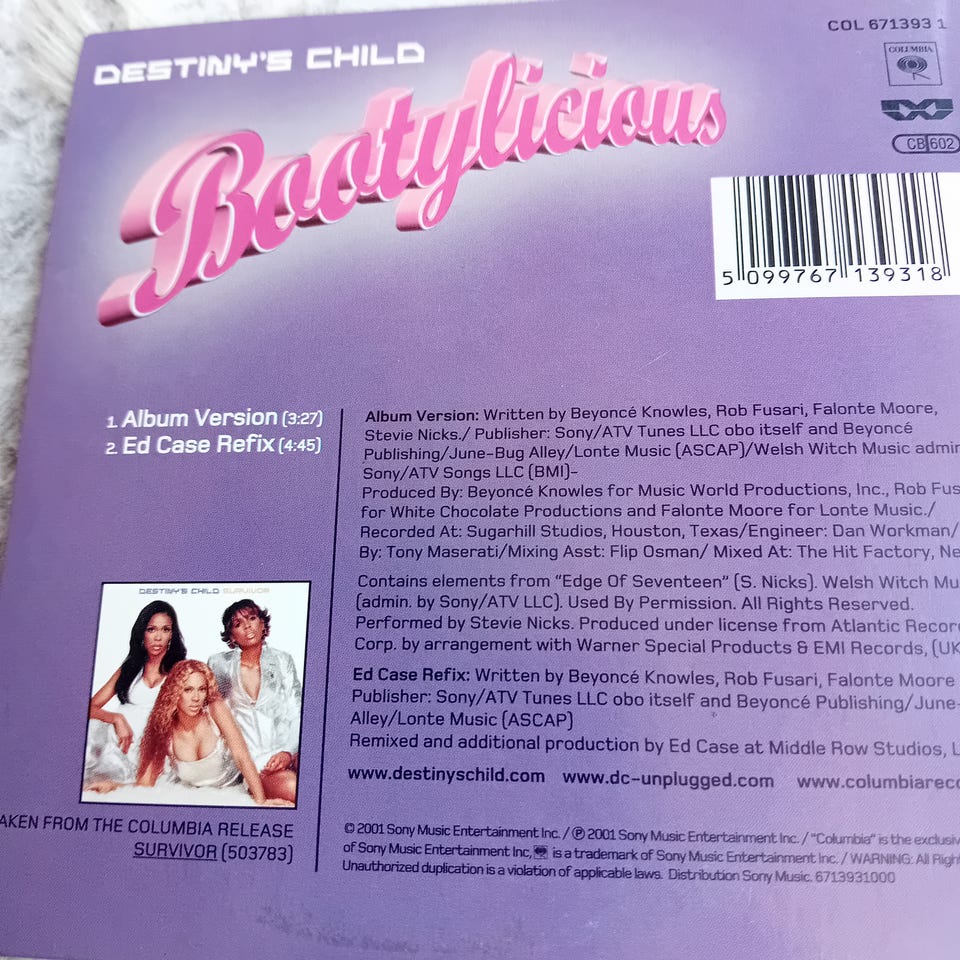 DESTINY'S CHILD
Bootylicious
COL 671393 1
COLUMBIA
CB 602
5 099767 139318
1. Album Version (3:27)
2. Ed Case Refix (4:45)
Album Version: Written by Beyoncé Knowles, Rob Fusari, Falonte Moore,
Stevie Nicks./ Publisher: Sony/ATV Tunes LLC obo itself and Beyoncé
Publishing/June-Bug Alley/Lonte Music (ASCAP)/Welsh Witch Music admin
Sony/ATV Songs LLC (BMI)-
Produced By: Beyoncé Knowles for Music World Productions, Inc., Rob Fus
for White Chocolate Productions and Falonte Moore for Lonte Music./
Recorded At: Sugarhill Studios, Houston, Texas/Engineer: Dan Workman/
By: Tony Maserati/Mixing Asst: Flip Osman/ Mixed At: The Hit Factory, Ne
Contains elements from "Edge Of Seventeen" (S. Nicks). Welsh Witch Mu
(admin. by Sony/ATV LLC). Used By Permission. All Rights Reserved.
Performed by Stevie Nicks. Produced under license from Atlantic Recor
Corp. by arrangement with Warner Special Products & EMI Records, (UK
Ed Case Refix: Written by Beyoncé Knowles, Rob Fusari, Falonte Moore
Publisher: Sony/ATV Tunes LLC obo itself and Beyoncé Publishing/June-
Alley/Lonte Music (ASCAP)
Remixed and additional production by Ed Case at Middle Row Studios, L
www.destinyschild.com www.dc-unplugged.com www.columbiareco
DESTINY'S CHILD SURVIVOR
AKEN FROM THE COLUMBIA RELEASE
SURVIVOR (503783)
© 2001 Sony Music Entertainment Inc. / ℗ 2001 Sony Music Entertainment Inc. / "Columbia" is the exclusiv
of Sony Music Entertainment Inc, is a trademark of Sony Music Entertainment Inc. / WARNING: All Righ
Unauthorized duplication is a violation of applicable laws. Distribution Sony Music. 6713931000